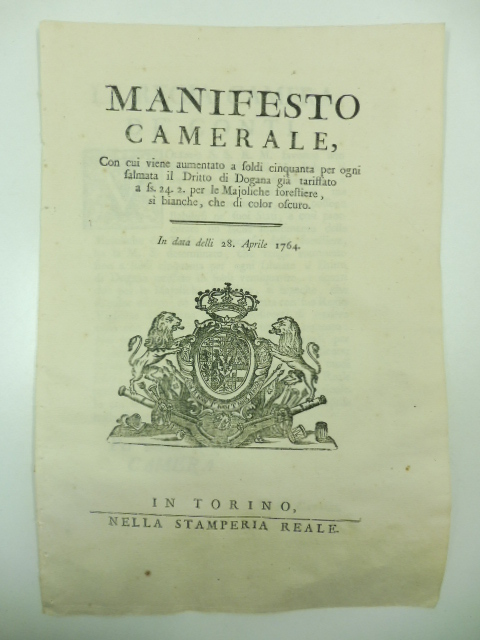 MANIFESTO
CAMERALE,
Con cui viene aumentato a soldi cinquanta per ogni
salmata il Dritto di Dogana già tariffato
a ss. 24. 2. per le Majoliche forestiere,
si bianche, che di color oscuro.
In data delli 28. Aprile 1764.
IN TORINO,
NELLA STAMPERIA REALE.